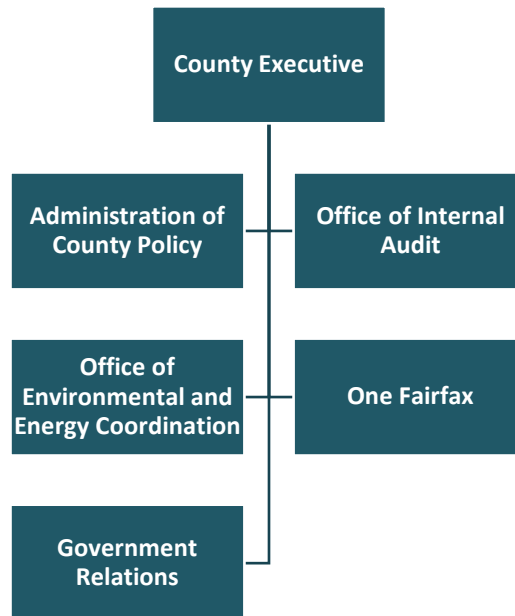 County Executive
Administration of
County Policy
Office of Internal
Audit
Office of
Environmental and
Energy Coordination
One Fairfax
Government
Relations